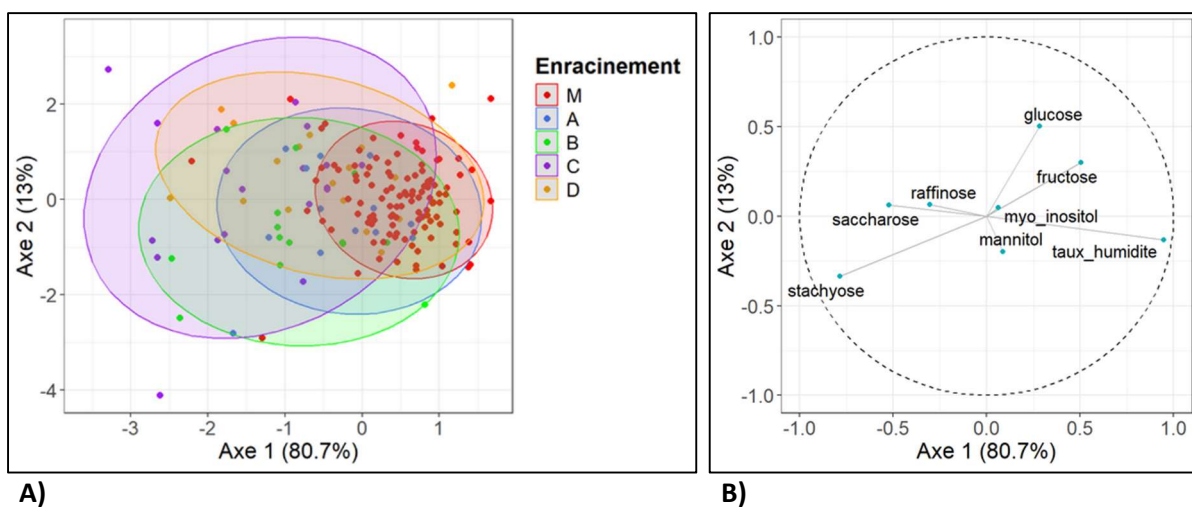 Axe 2 (13%)
2
0
-2
-4
-3
-2
-1
0
1
Axe 1 (80.7%)
Enracinement
M
A
B
C
D
A)
Axe 2 (13%)
1.0
0.5
0.0
-0.5
-1.0
glucose
fructose
raffinose
saccharose
myo_inositol
mannitol
taux_humidite
stachyose
-1.0
-0.5
0.0
0.5
1.0
Axe 1 (80.7%)
B)